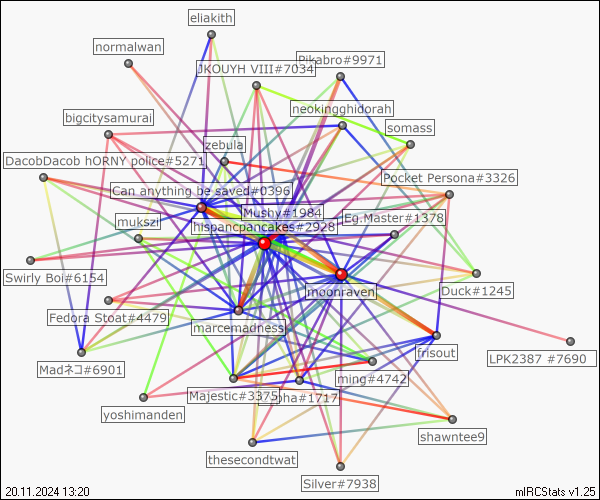 eliakith
normalwan
Pikabro#9971
JKOUYH VIII#7034
neokingghidorah
bigcitysamurai
somass
zebula
DacobDacob hORNY police#5271
Pocket Persona#3326
Can anything be saved#0396
Mushy#1984
Eg.Master#1378
mukszi
hispancpancakes#2928
Swirly Boi#6154
Duck#1245
moonraven
Fedora Stoat#4479
marcemadness
frisout
LPK2387 #7690
Madネコ#6901
ming#4742
Majestic#3375
#1717
yoshimanden
shawntee9
thesecondtwat
Silver#7938
20.11.2024 13:20
mIRCStats v1.25